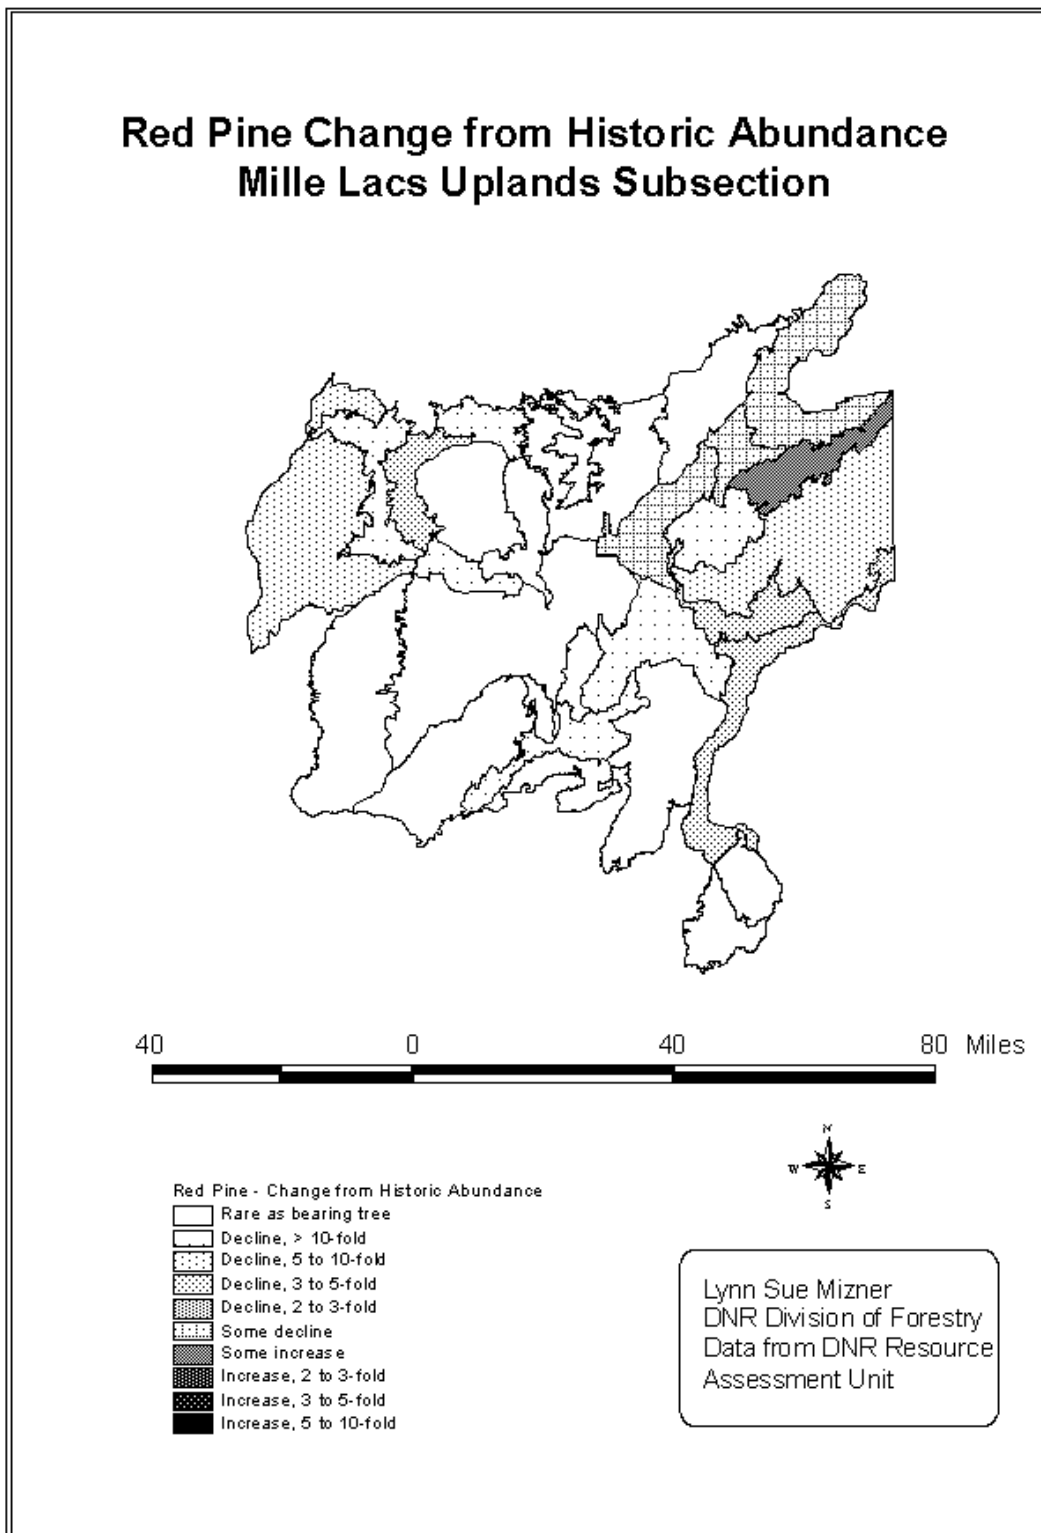 Red Pine Change from Historic Abundance
Mille Lacs Uplands Subsection
40 0 40 80 Miles
N
W E
S
Red Pine - Change from Historic Abundance
Rare as bearing tree
Decline, > 10-fold
Decline, 5 to 10-fold
Decline, 3 to 5-fold
Decline, 2 to 3-fold
Some decline
Some increase
Increase, 2 to 3-fold
Increase, 3 to 5-fold
Increase, 5 to 10-fold
Lynn Sue Mizner
DNR Division of Forestry
Data from DNR Resource
Assessment Unit